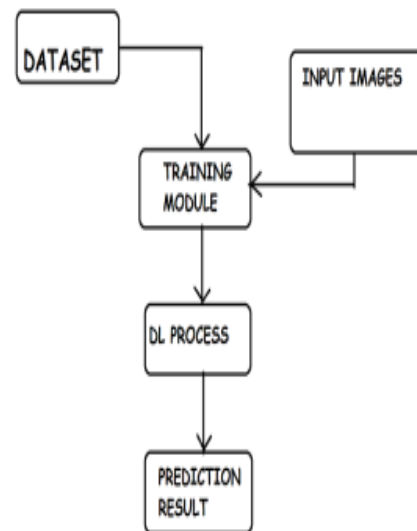 DATASET
INPUT IMAGES
TRAINING
MODULE
DL PROCESS
PREDICTION
RESULT